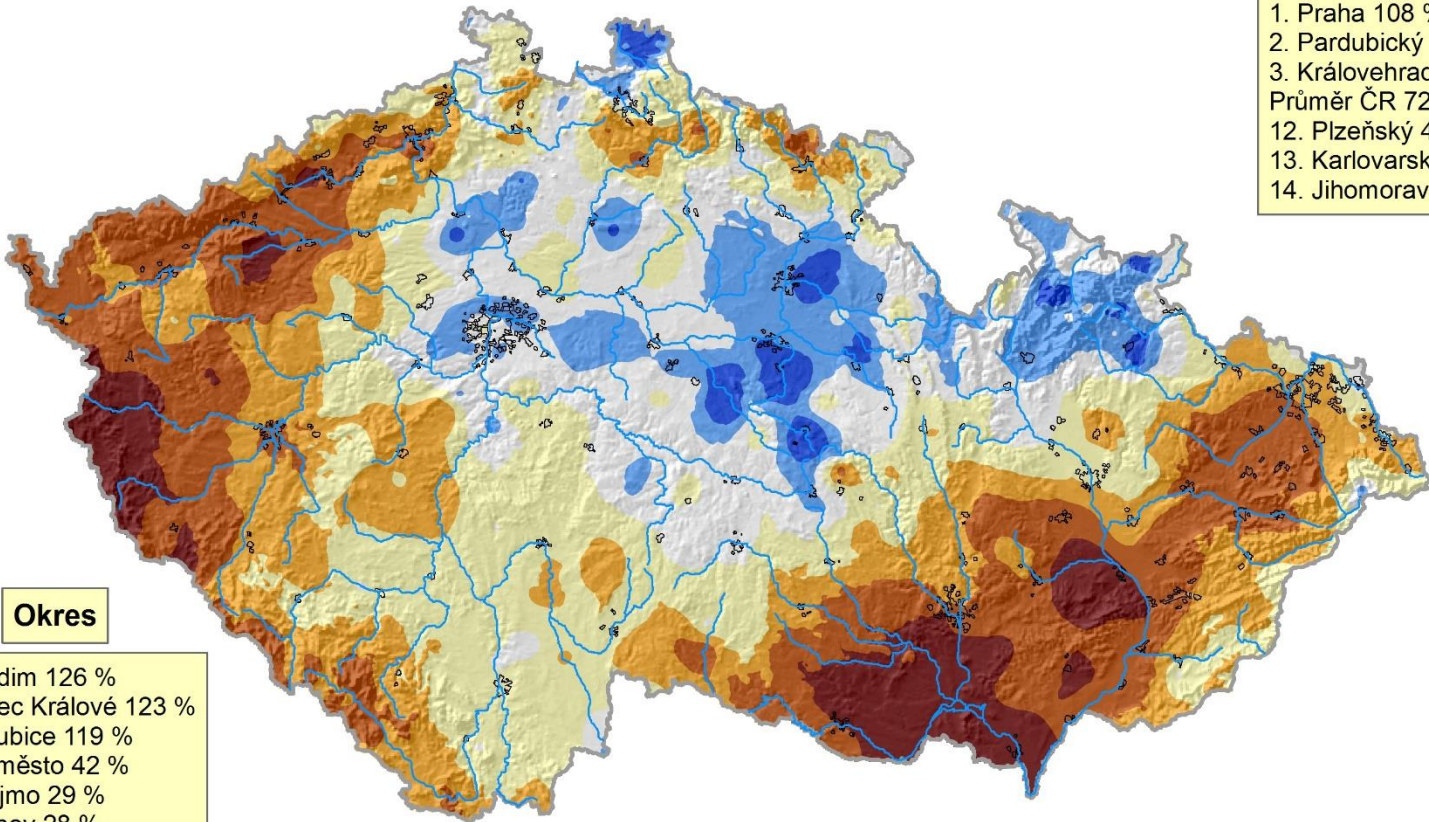 1. Praha 108 %
2. Pardubický
3. Královehrad
Průměr ČR 72
12. Plzeňský 4
13. Karlovarsk
14. Jihomorav
Okres
dim 126 %
ec Králové 123 %
ubice 119 %
město 42 %
jmo 29 %